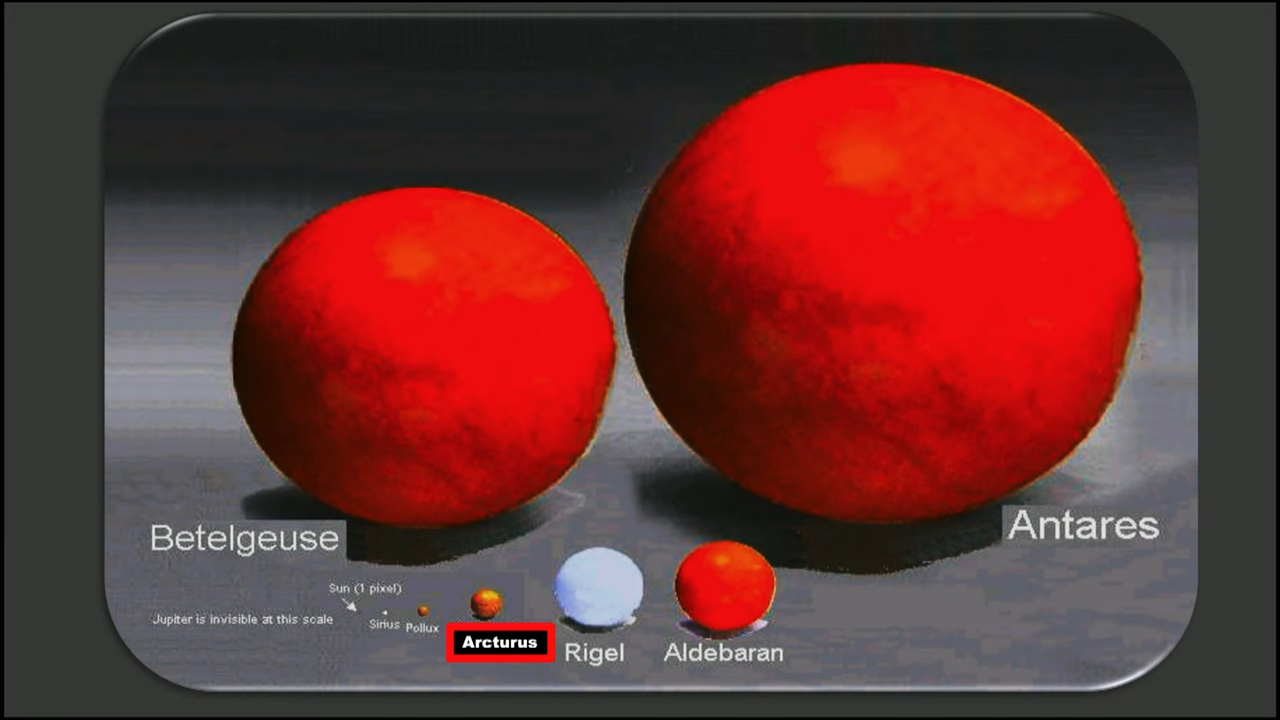 Betelgeuse
Antares
Sun (1 pixel)
Jupiter is invisible at this scale
Sirius
Pollux
Arcturus
Rigel
Aldebaran